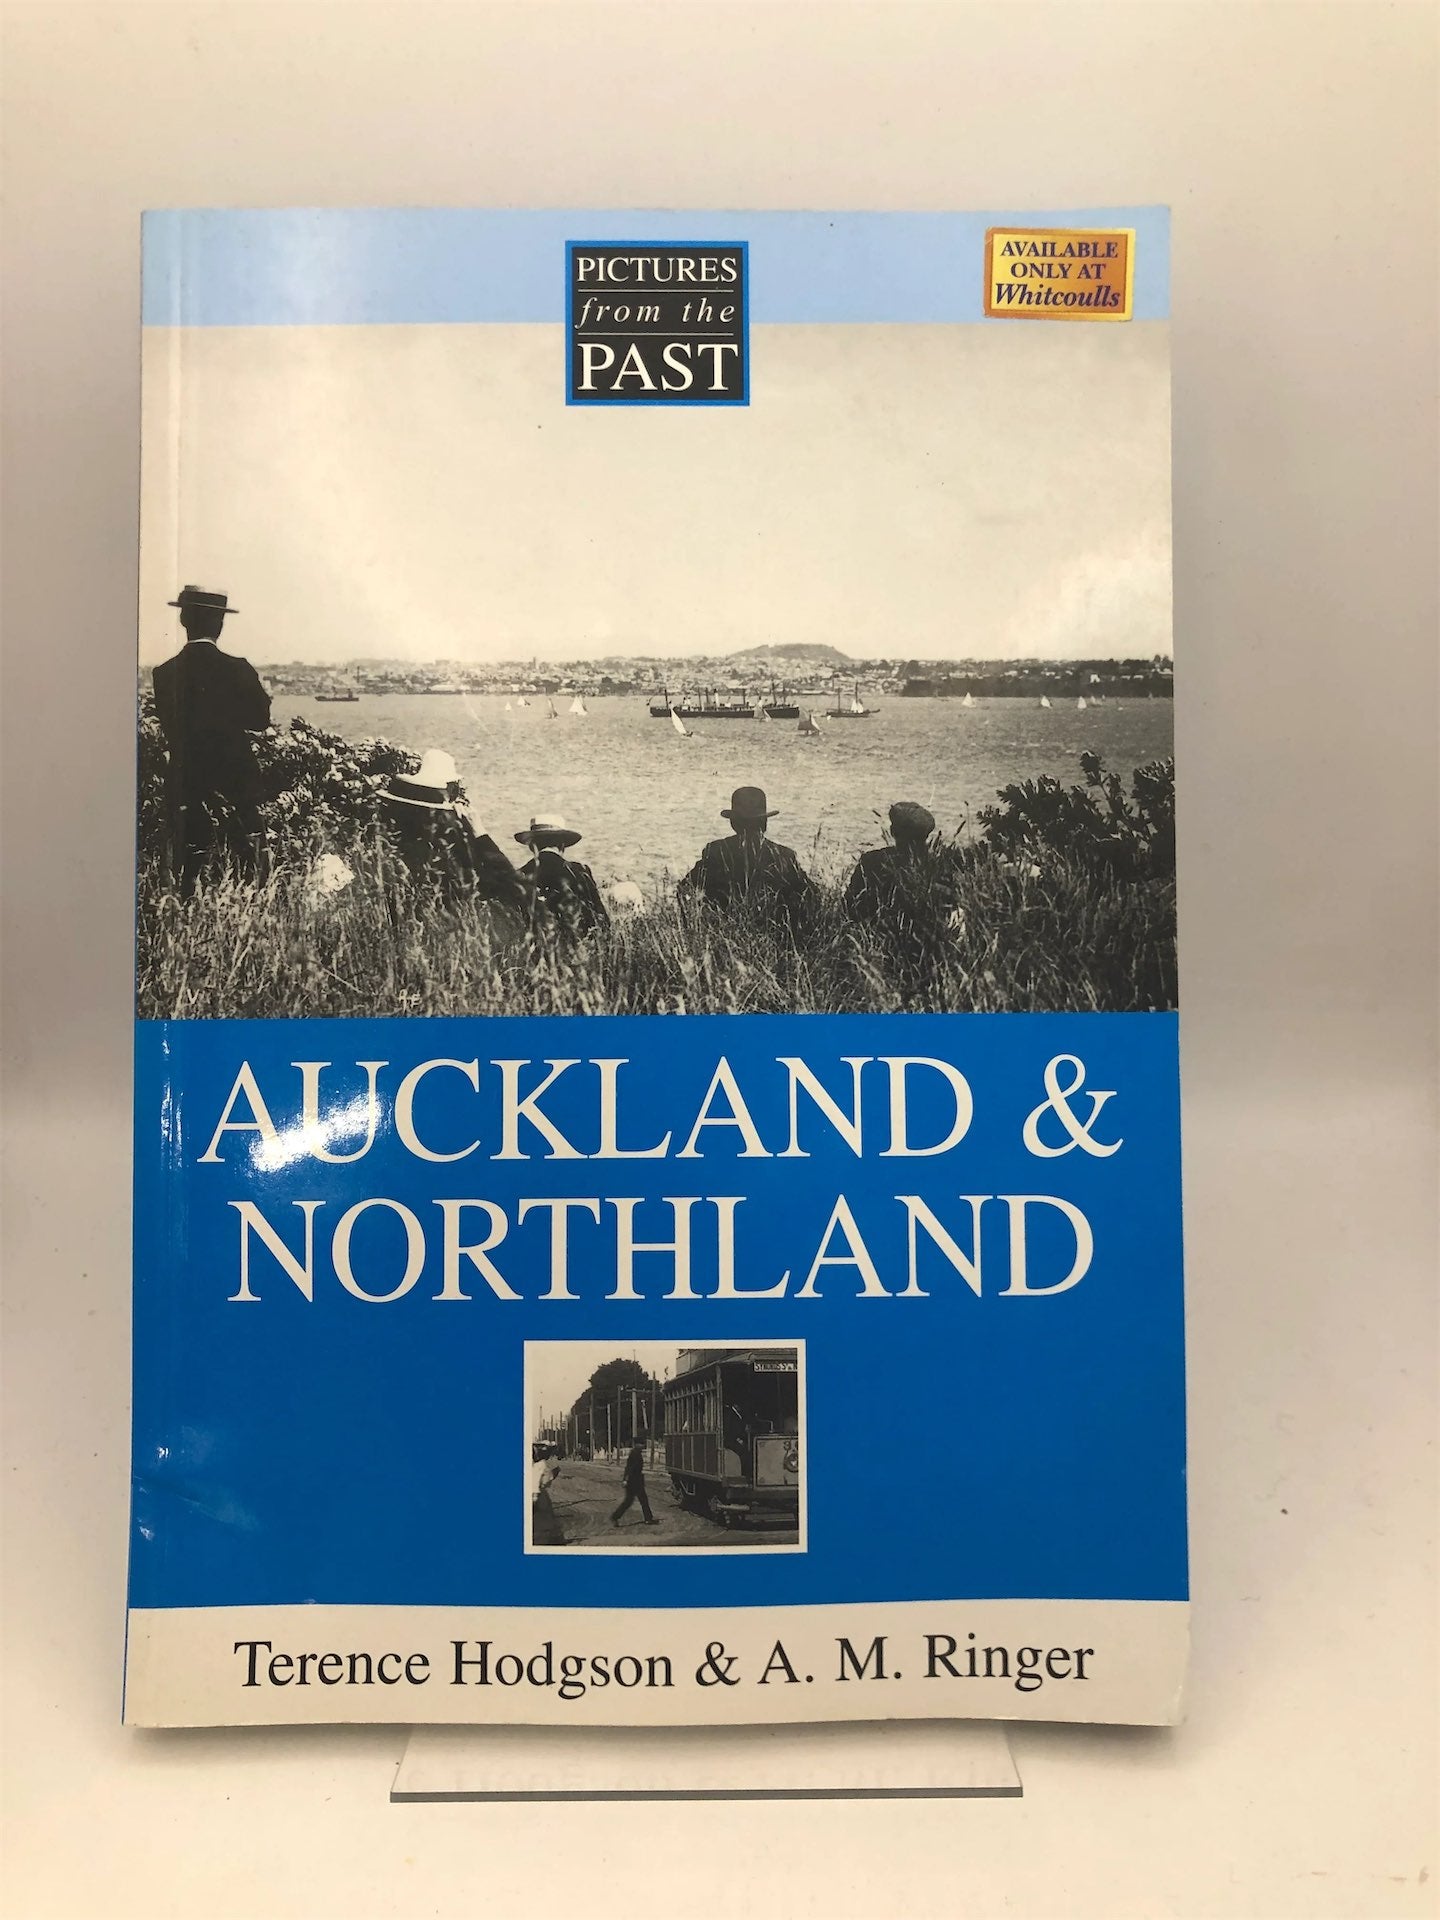 PICTURES
from the
PAST
AVAILABLE
ONLY AT
Whitcoulls
AUCKLAND &
NORTHLAND
Terence Hodgson & A. M. Ringer